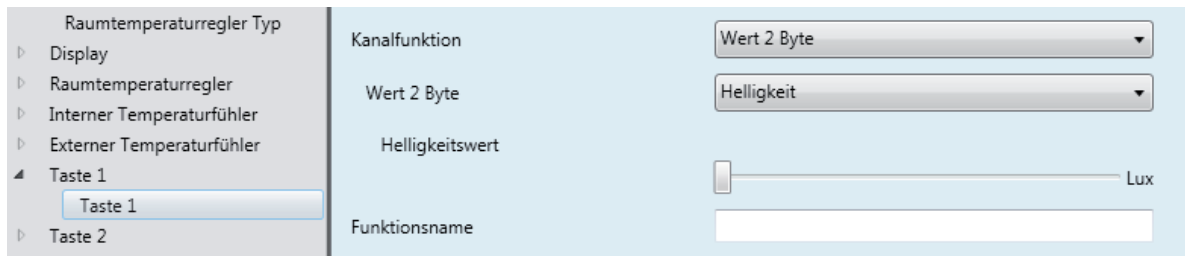 Raumtemperaturregler Typ
Display
Raumtemperaturregler
Interner Temperaturfühler
Externer Temperaturfühler
Taste 1
Taste 1
Taste 2
Kanalfunktion
Wert 2 Byte
Wert 2 Byte
Helligkeit
Helligkeitswert
Lux
Funktionsname